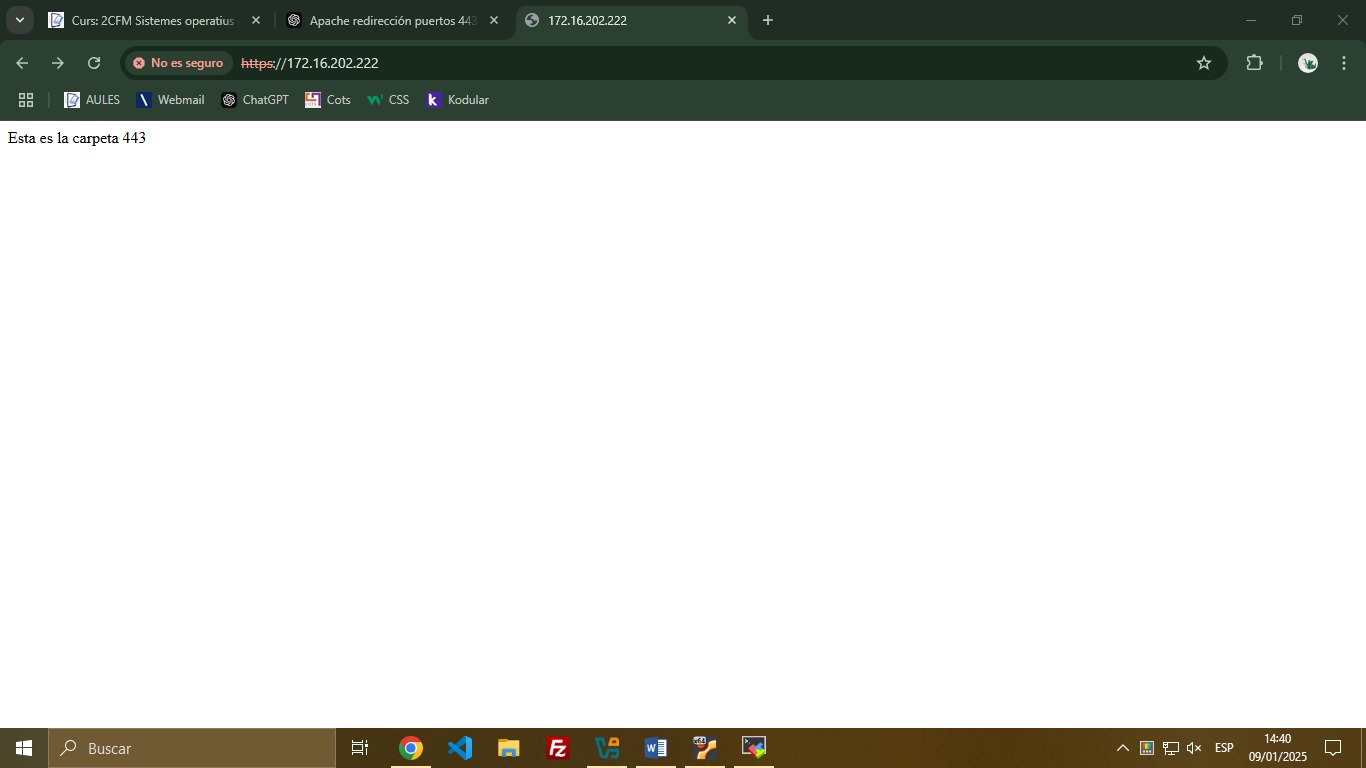 Curs: 2CFM Sistemes operatius
Apache redirección puertos 443
172.16.202.222
No es seguro
https://172.16.202.222
AULES
Webmail
ChatGPT
Cots
CSS
Kodular
Esta es la carpeta 443
Buscar
ESP
14:40
09/01/2025